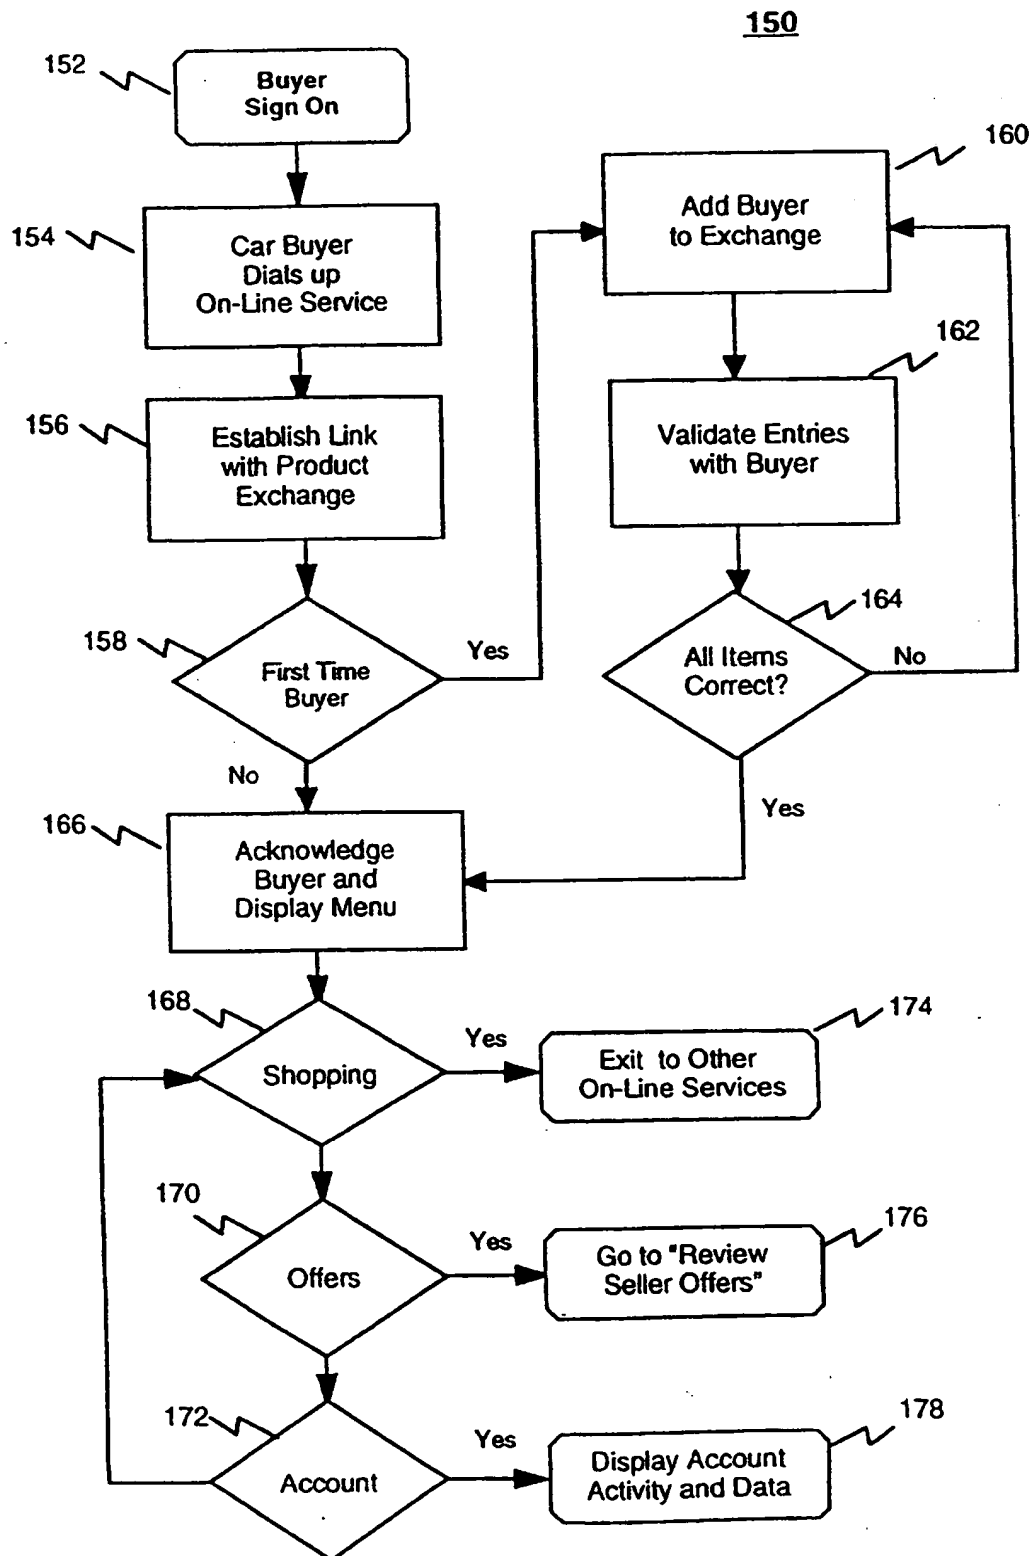 150
152
Buyer
Sign On
154
Car Buyer
Dials up
On-Line Service
156
Establish Link
with Product
Exchange
158
First Time
Buyer
Yes
No
160
Add Buyer
to Exchange
162
Validate Entries
with Buyer
164
All Items
Correct?
No
Yes
166
Acknowledge
Buyer and
Display Menu
168
Shopping
Yes
174
Exit to Other
On-Line Services
170
Offers
Yes
176
Go to "Review
Seller Offers"
172
Account
Yes
178
Display Account
Activity and Data